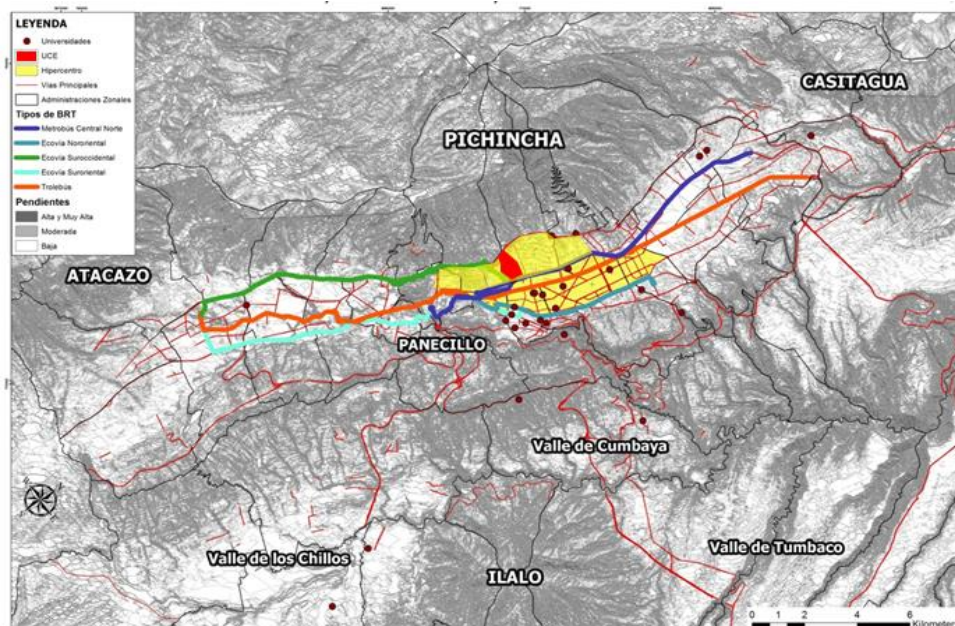 LEYENDA
Universidades
UCE
Hipercentro
Vías Principales
Administraciones Zonales
Tipos de BRT
Metrobús Central Norte
Ecovía Nororiental
Ecovía Suroccidental
Ecovía Suroriental
Trolebús
Pendientes
Alta y Muy Alta
Moderada
Baja
CASITAGUA
PICHINCHA
ATACAZO
PANECILLO
Valle de Cumbaya
Valle de los Chillos
ILALO
Valle de Tumbaco
0 1 2 4 6
Kilometer